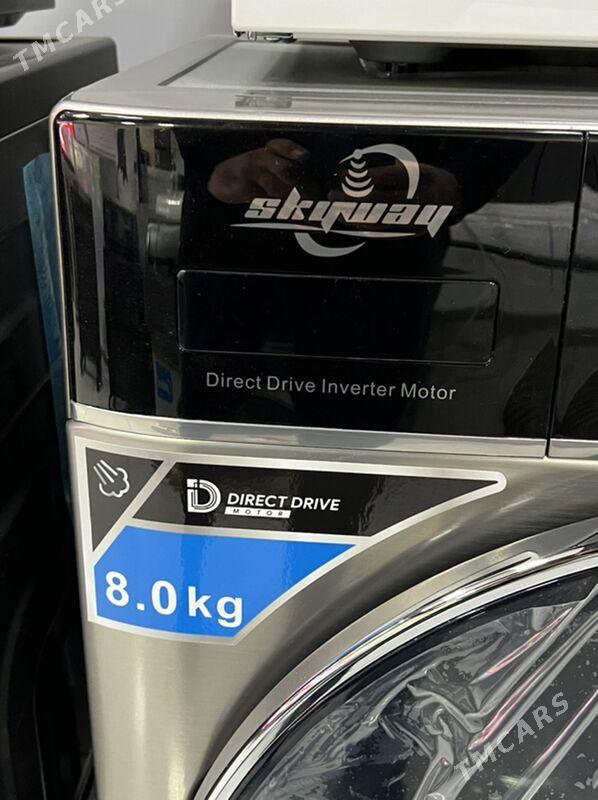 TMCARS
skyway
Direct Drive Inverter Motor
D DIRECT DRIVE
MOTOR
8.0kg
TMCARS